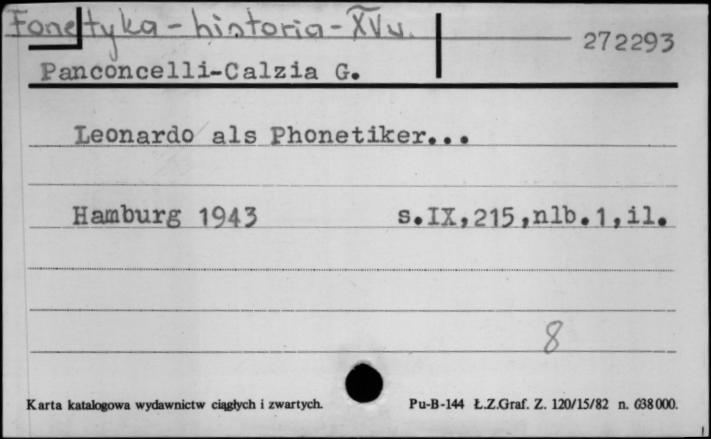 Fonetyka - historia - XVw.
272293
Panconcelli-Calzia G.
Leonardo als Phonetiker...
Hamburg 1943 s.IX,215,nlb.1,il.
8
Karta katalogowa wydawnictw ciągłych i zwartych. Pu-B-144 Ł.Z.Graf. Z. 120/15/82 n. 638000.